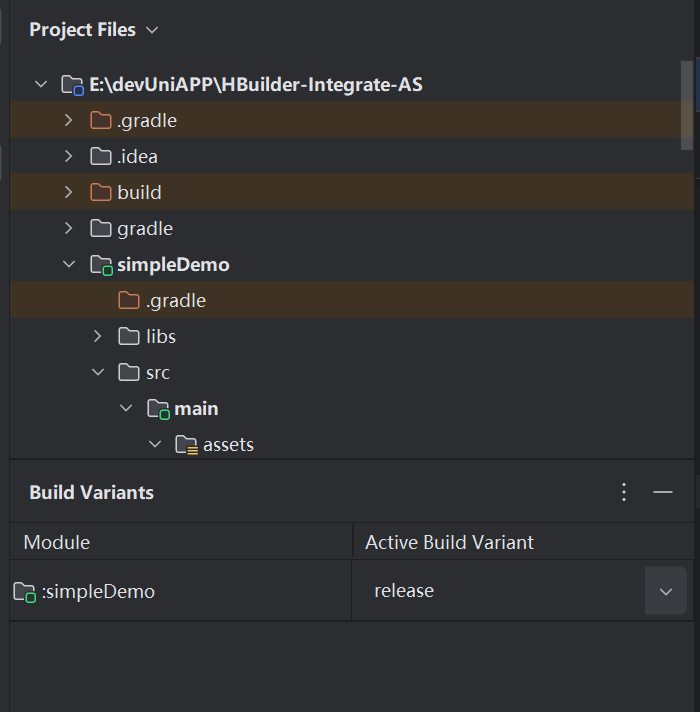 Project Files
E:\devUniAPP\HBuilder-Integrate-AS
.gradle
.idea
build
gradle
simpleDemo
.gradle
libs
src
main
assets
Build Variants
Module Active Build Variant
:simpleDemo release